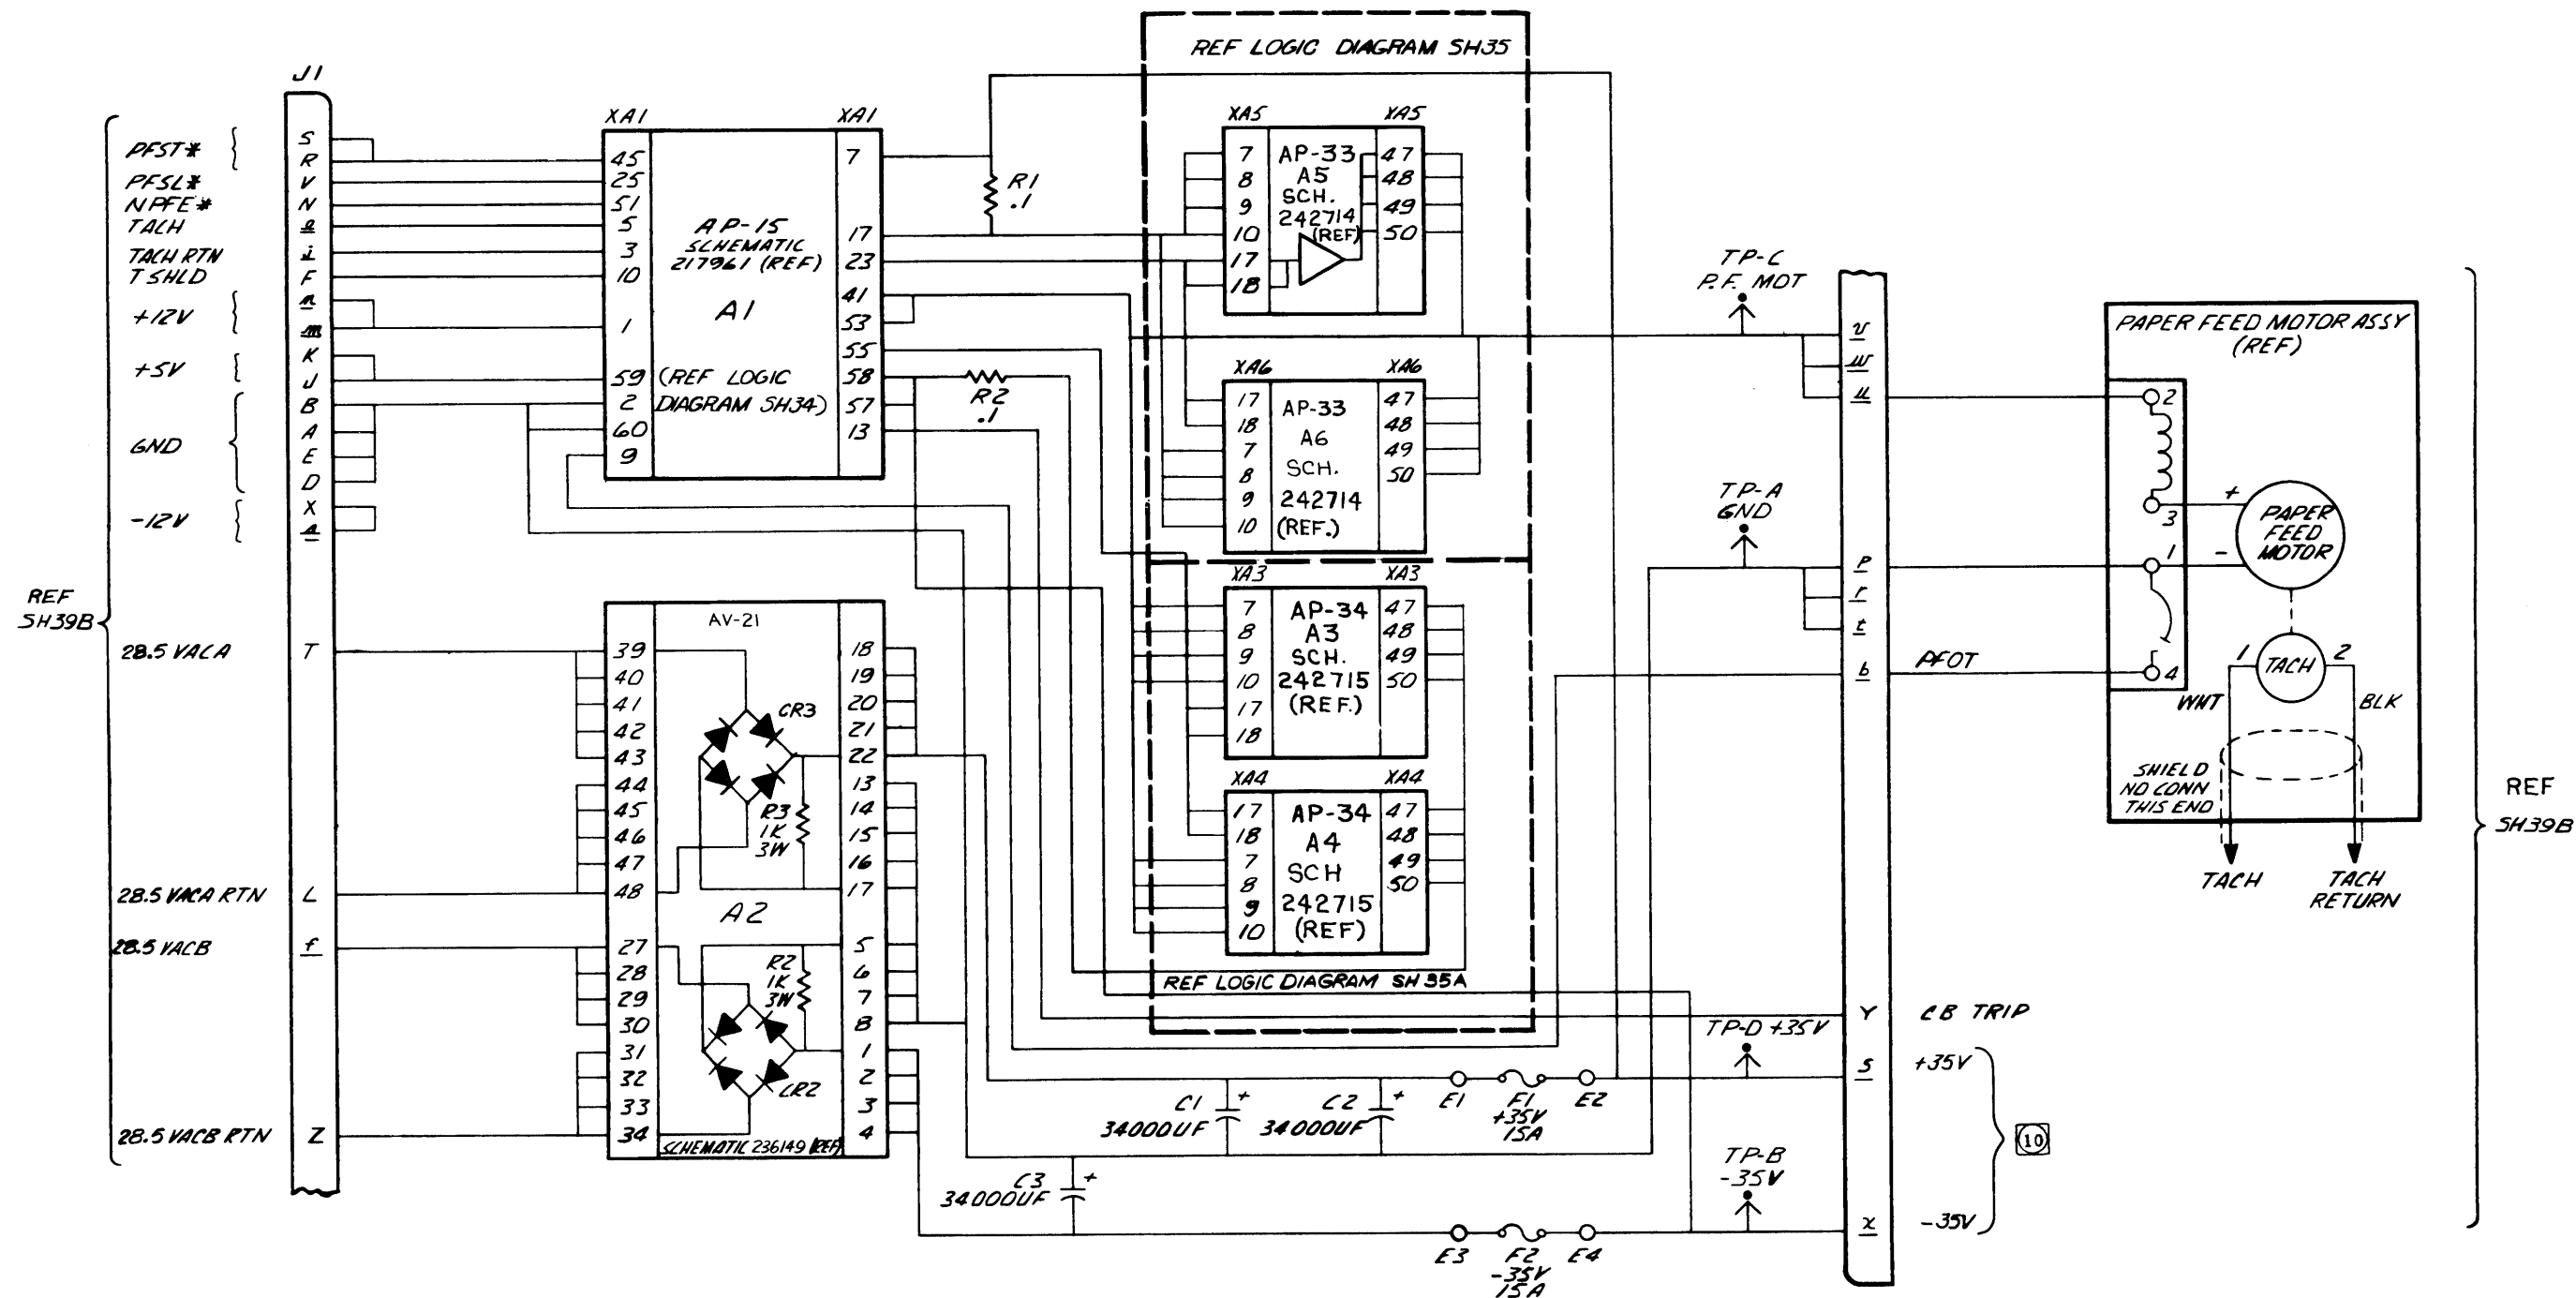 REF LOGIC DIAGRAM SH35
J1
REF
SH39B
PFST*
PFSL*
NPFE*
TACH
TACH RTN
T SHLD
+12V
+5V
GND
-12V
28.5 VACA
28.5 VACA RTN
28.5 VACB
28.5 VACB RTN
S
R
V
N
e
i
F
n
m
K
J
B
A
E
D
X
a
T
L
f
Z
XA1
XA1
45
25
51
5
3
10
1
59
2
60
9
AP-15
SCHEMATIC
217961 (REF)
A1
(REF LOGIC
DIAGRAM SH34)
7
17
23
41
53
55
58
57
13
R1
.1
R2
.1
AV-21
39
40
41
42
43
44
45
46
47
48
27
28
29
30
31
32
33
34
CR3
R3
1K
3W
A2
R2
1K
3W
CR2
SCHEMATIC 236149 (REF)
18
19
20
21
22
13
14
15
16
17
5
6
7
8
1
2
3
4
XA5
XA5
7
8
9
10
17
18
AP-33
A5
SCH.
242714
(REF)
47
48
49
50
XA6
XA6
17
18
7
8
9
10
AP-33
A6
SCH.
242714
(REF.)
47
48
49
50
XA3
XA3
7
8
9
10
17
18
AP-34
A3
SCH.
242715
(REF.)
47
48
49
50
XA4
XA4
17
18
7
8
9
10
AP-34
A4
SCH
242715
(REF)
47
48
49
50
REF LOGIC DIAGRAM SH 35A
C1
+
34000UF
C2
+
34000UF
C3
+
34000UF
E1
F1
+35V
15A
E2
E3
F2
-35V
15A
E4
TP-C
P.F. MOT
TP-A
GND
TP-D +35V
TP-B
-35V
v
w
u
p
r
t
b
Y
s
x
PFOT
CB TRIP
+35V
-35V
10
PAPER FEED MOTOR ASSY
(REF)
2
3
1
4
+
-
PAPER
FEED
MOTOR
1
TACH
2
WHT
BLK
SHIELD
NO CONN
THIS END
TACH
TACH
RETURN
REF
SH39B